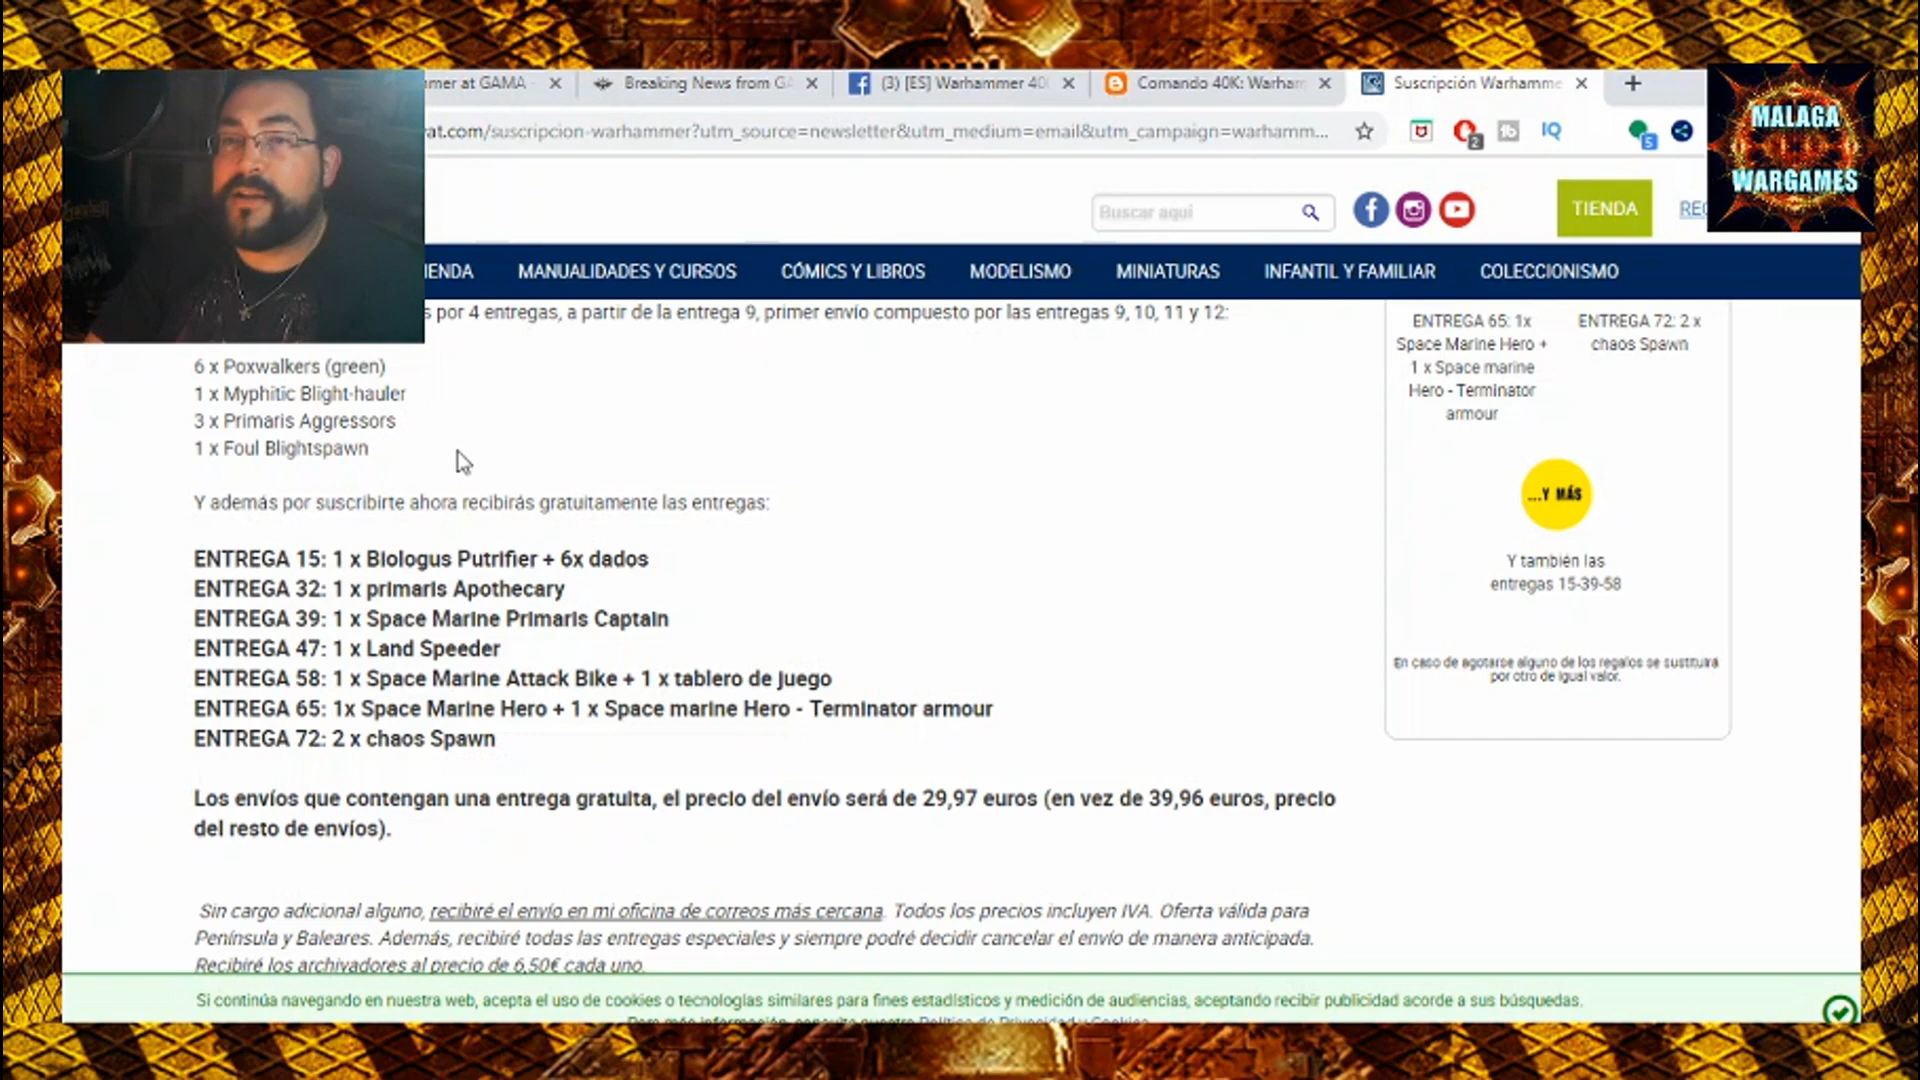 mmer at GAMA
Breaking News from GA
(3) [ES] Warhammer 40
Comando 40K: Warham
Suscripción Warhamme
at.com/suscripcion-warhammer?utm_source=newsletter&utm_medium=email&utm_campaign=warhamm...
2
IQ
5
MALAGA
WARGAMES
Buscar aquí
TIENDA
REG
IENDA
MANUALIDADES Y CURSOS
CÓMICS Y LIBROS
MODELISMO
MINIATURAS
INFANTIL Y FAMILIAR
COLECCIONISMO
s por 4 entregas, a partir de la entrega 9, primer envío compuesto por las entregas 9, 10, 11 y 12:
6 x Poxwalkers (green)
1 x Myphitic Blight-hauler
3 x Primaris Aggressors
1 x Foul Blightspawn
Y además por suscribirte ahora recibirás gratuitamente las entregas:
ENTREGA 15: 1 x Biologus Putrifier + 6x dados
ENTREGA 32: 1 x primaris Apothecary
ENTREGA 39: 1 x Space Marine Primaris Captain
ENTREGA 47: 1 x Land Speeder
ENTREGA 58: 1 x Space Marine Attack Bike + 1 x tablero de juego
ENTREGA 65: 1x Space Marine Hero + 1 x Space marine Hero - Terminator armour
ENTREGA 72: 2 x chaos Spawn
Los envíos que contengan una entrega gratuita, el precio del envío será de 29,97 euros (en vez de 39,96 euros, precio
del resto de envíos).
Sin cargo adicional alguno, recibiré el envío en mi oficina de correos más cercana. Todos los precios incluyen IVA. Oferta válida para
Península y Baleares. Además, recibiré todas las entregas especiales y siempre podré decidir cancelar el envío de manera anticipada.
Recibiré los archivadores al precio de 6,50€ cada uno.
ENTREGA 65: 1x
Space Marine Hero +
1 x Space marine
Hero - Terminator
armour
ENTREGA 72: 2 x
chaos Spawn
...Y MÁS
Y también las
entregas 15-39-58
En caso de agotarse alguno de los regalos se sustituirá
por otro de igual valor.
Si continúa navegando en nuestra web, acepta el uso de cookies o tecnologías similares para fines estadísticos y medición de audiencias, aceptando recibir publicidad acorde a sus búsquedas.
Para más información, consulte nuestra Política de Privacidad y Cookies